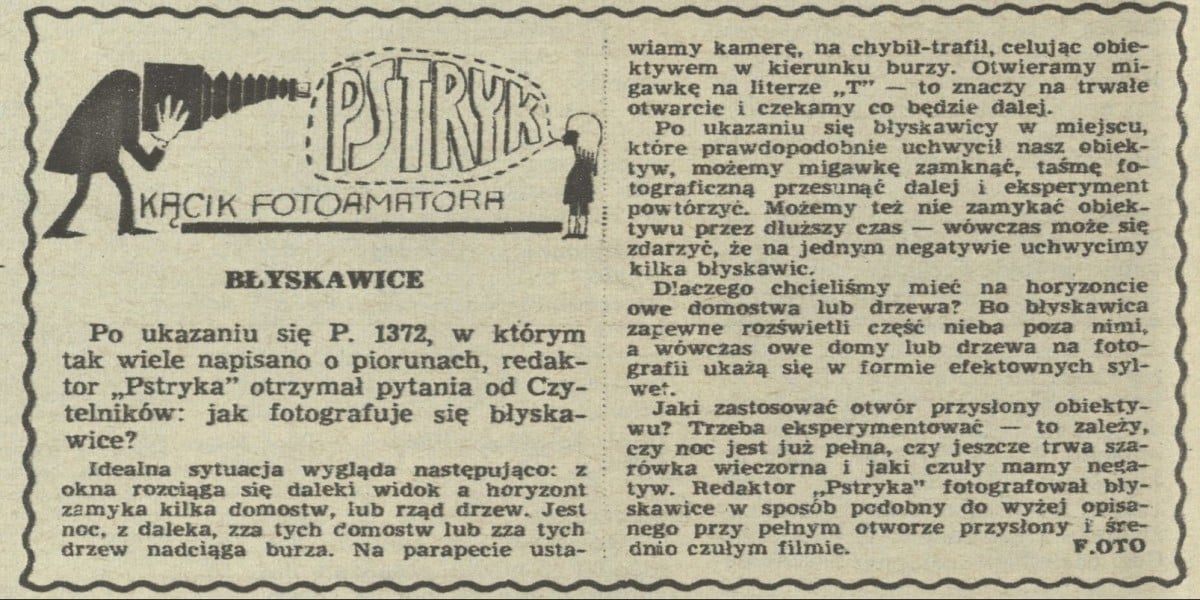 PSTRYK
KĄCIK FOTOAMATORA
BŁYSKAWICE
Po ukazaniu się P. 1372, w którym
tak wiele napisano o piorunach, redak-
tor „Pstryka” otrzymał pytania od Czy-
telników: jak fotografuje się błyska-
wice?
Idealna sytuacja wygląda następująco: z
okna rozciąga się daleki widok a horyzont
zamyka kilka domostw, lub rząd drzew. Jest
noc, z daleka, zza tych domostw lub zza tych
drzew nadciąga burza. Na parapecie usta-
wiamy kamerę, na chybił-trafił, celując obie-
ktywem w kierunku burzy. Otwieramy mi-
gawkę na literze „T” — to znaczy na trwałe
otwarcie i czekamy co będzie dalej.
Po ukazaniu się błyskawicy w miejscu,
które prawdopodobnie uchwycił nasz obiek-
tyw, możemy migawkę zamknąć, taśmę fo-
tograficzną przesunąć dalej i eksperyment
powtórzyć. Możemy też nie zamykać obiek-
tywu przez dłuższy czas — wówczas może się
zdarzyć, że na jednym negatywie uchwycimy
kilka błyskawic.
Dlaczego chcieliśmy mieć na horyzoncie
owe domostwa lub drzewa? Bo błyskawica
zapewne rozświetli część nieba poza nimi,
a wówczas owe domy lub drzewa na foto-
grafii ukażą się w formie efektownych syl-
wet.
Jaki zastosować otwór przysłony obiekty-
wu? Trzeba eksperymentować — to zależy,
czy noc jest już pełna, czy jeszcze trwa sza-
rówka wieczorna i jaki czuły mamy nega-
tyw. Redaktor „Pstryka” fotografował bły-
skawice w sposób podobny do wyżej opisa-
nego przy pełnym otworze przysłony i śre-
dnio czułym filmie. F.OTO